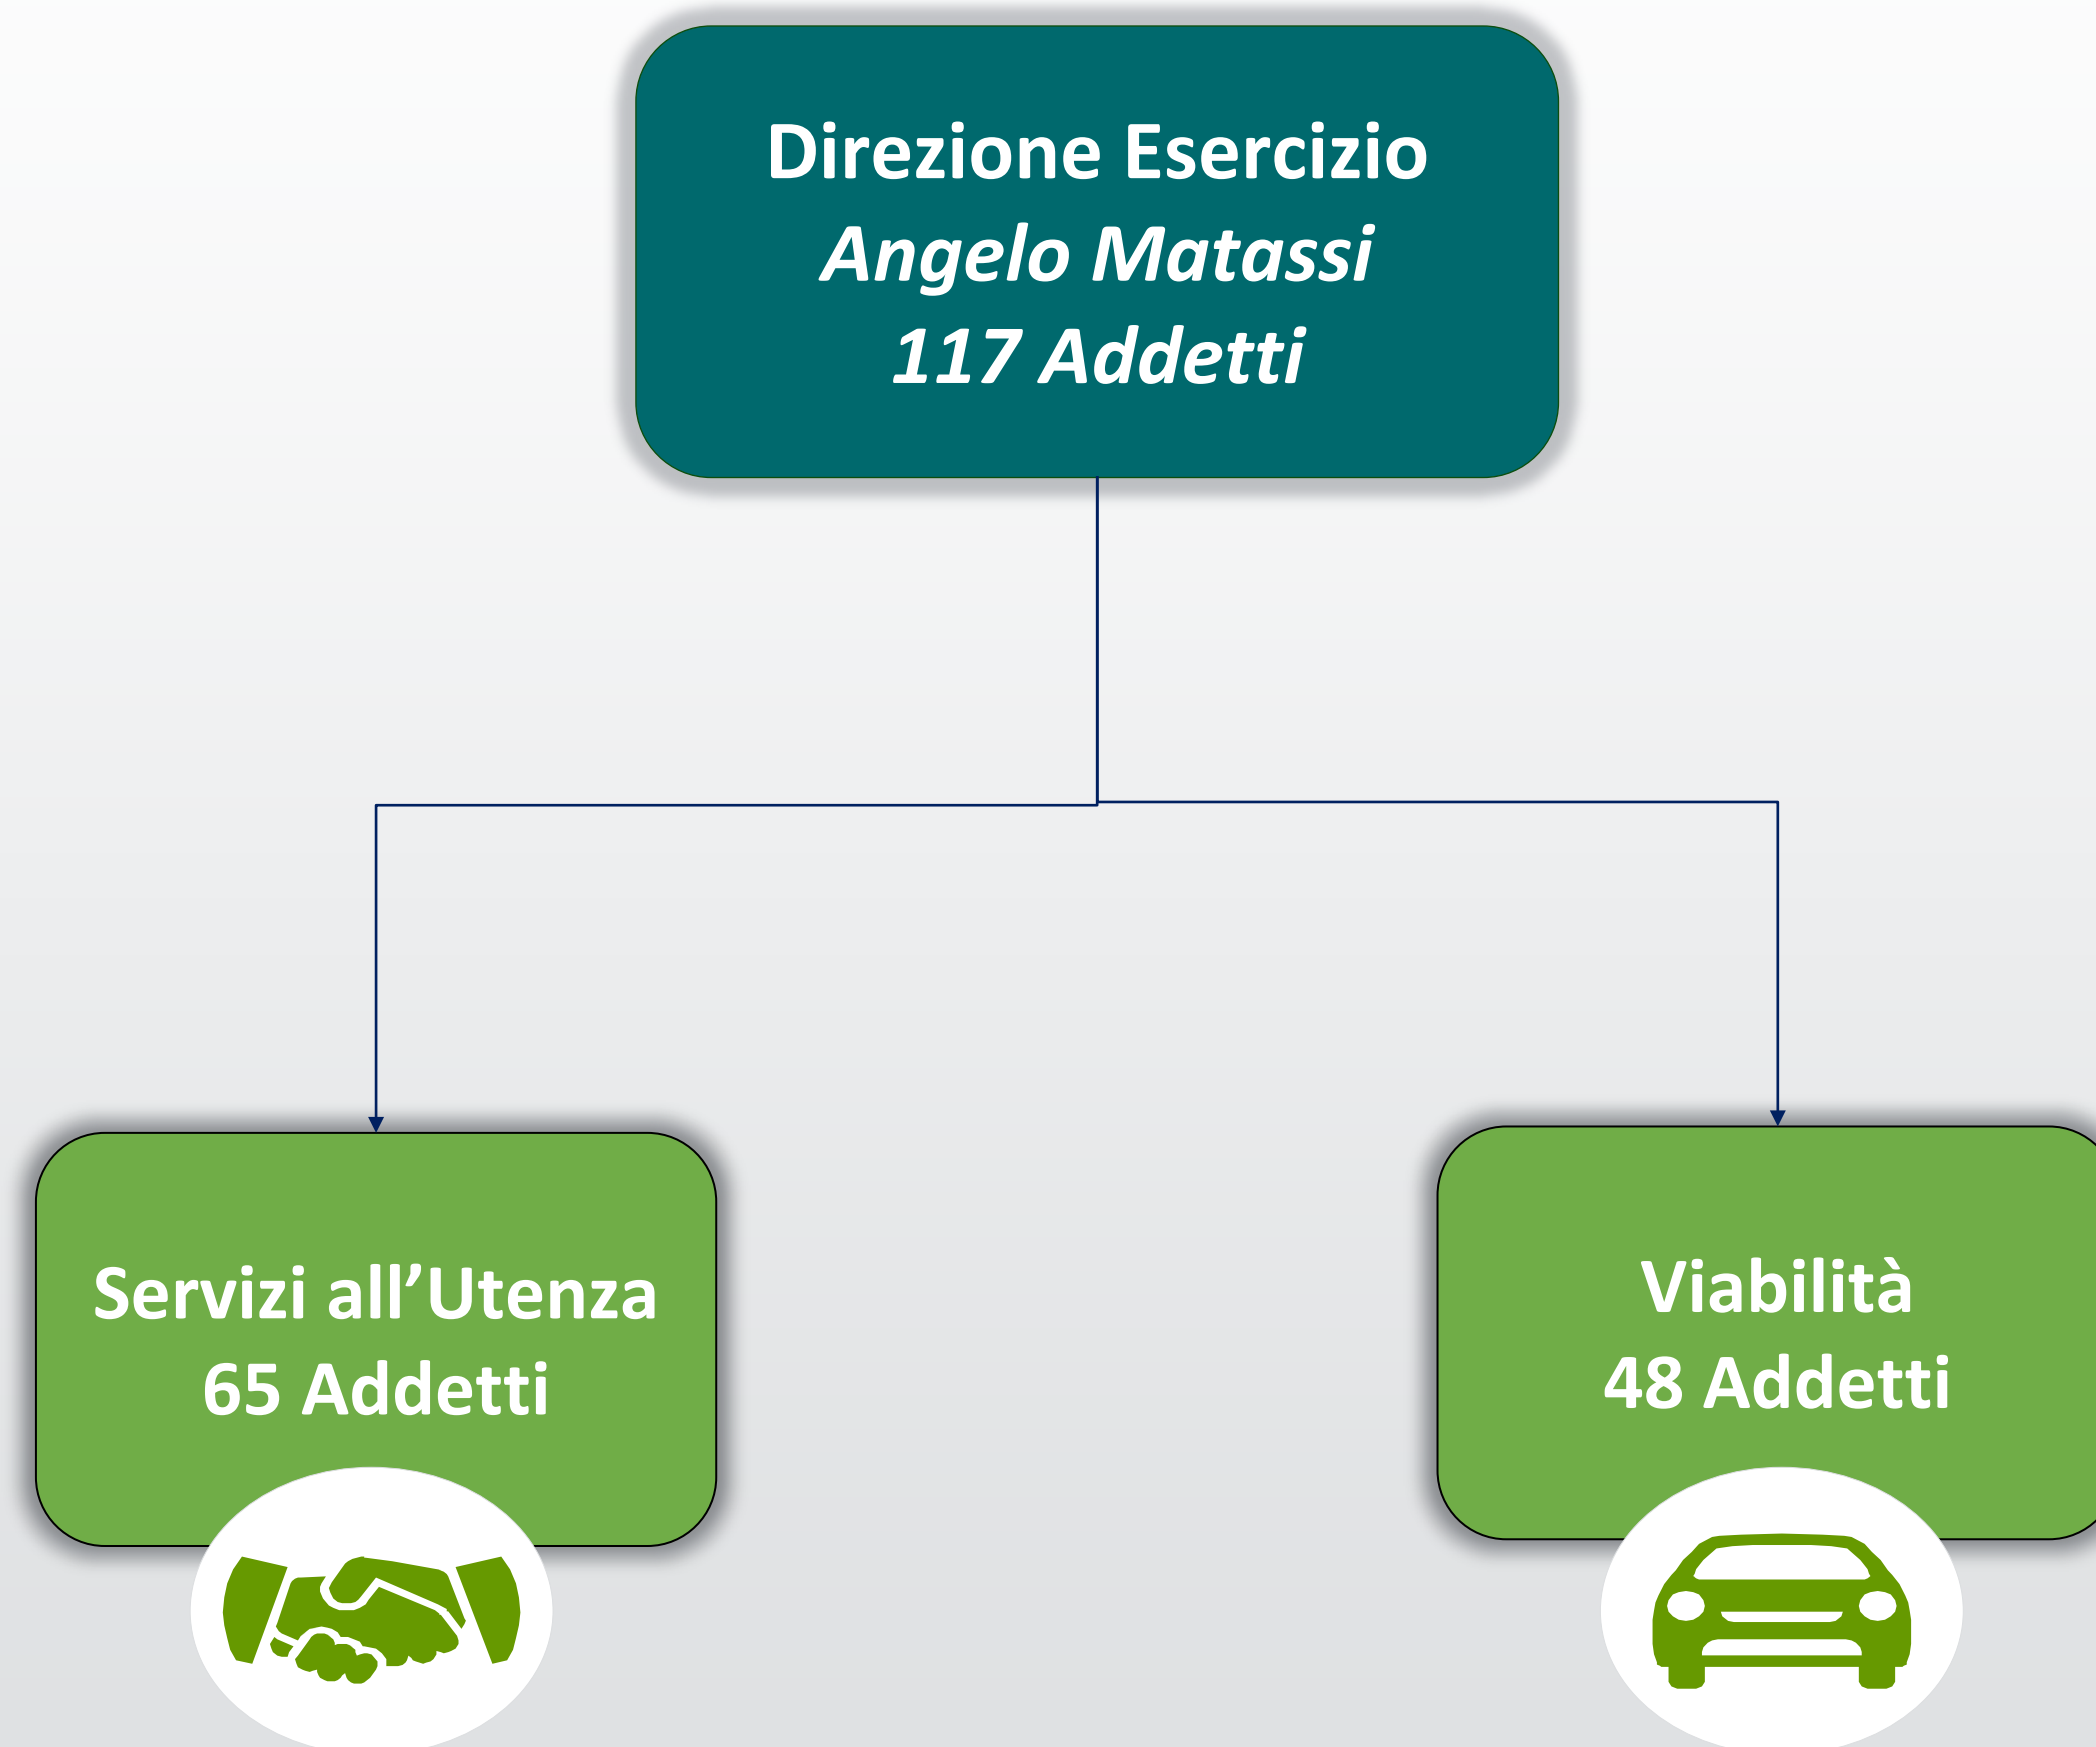 Direzione Esercizio
Angelo Matassi
117 Addetti
Servizi all’Utenza
65 Addetti
Viabilità
48 Addetti